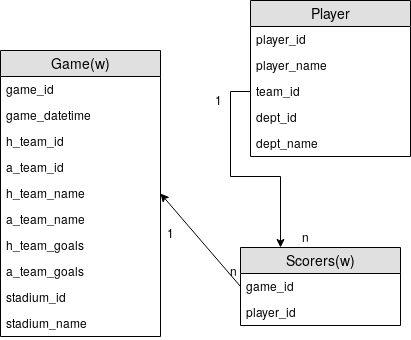 Player
player_id
player_name
team_id
dept_id
dept_name
1
Game(w)
game_id
game_datetime
h_team_id
a_team_id
h_team_name
a_team_name
h_team_goals
a_team_goals
stadium_id
stadium_name
1
n
n
Scorers(w)
game_id
player_id